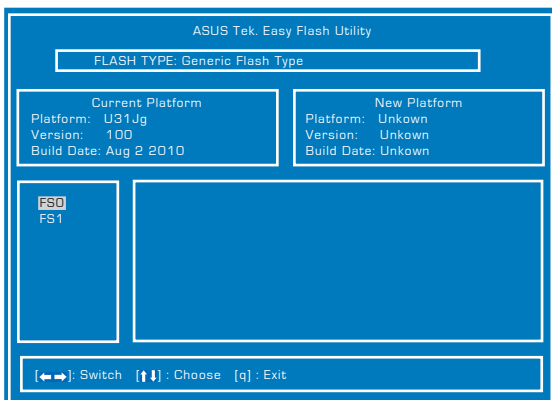 ASUS Tek. Easy Flash Utility
FLASH TYPE: Generic Flash Type
Current Platform
Platform: U31Jg
Version: 100
Build Date: Aug 2 2010
New Platform
Platform: Unkown
Version: Unkown
Build Date: Unkown
FS0
FS1
[←→]: Switch [↑↓] : Choose [q] : Exit